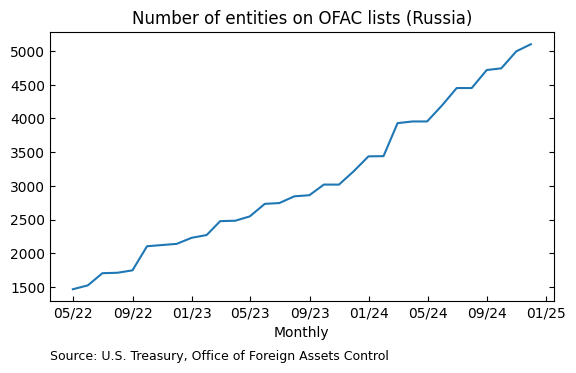 Number of entities on OFAC lists (Russia)
5000
4500
4000
3500
3000
2500
2000
1500
05/22 09/22 01/23 05/23 09/23 01/24 05/24 09/24 01/25
Monthly
Source: U.S. Treasury, Office of Foreign Assets Control